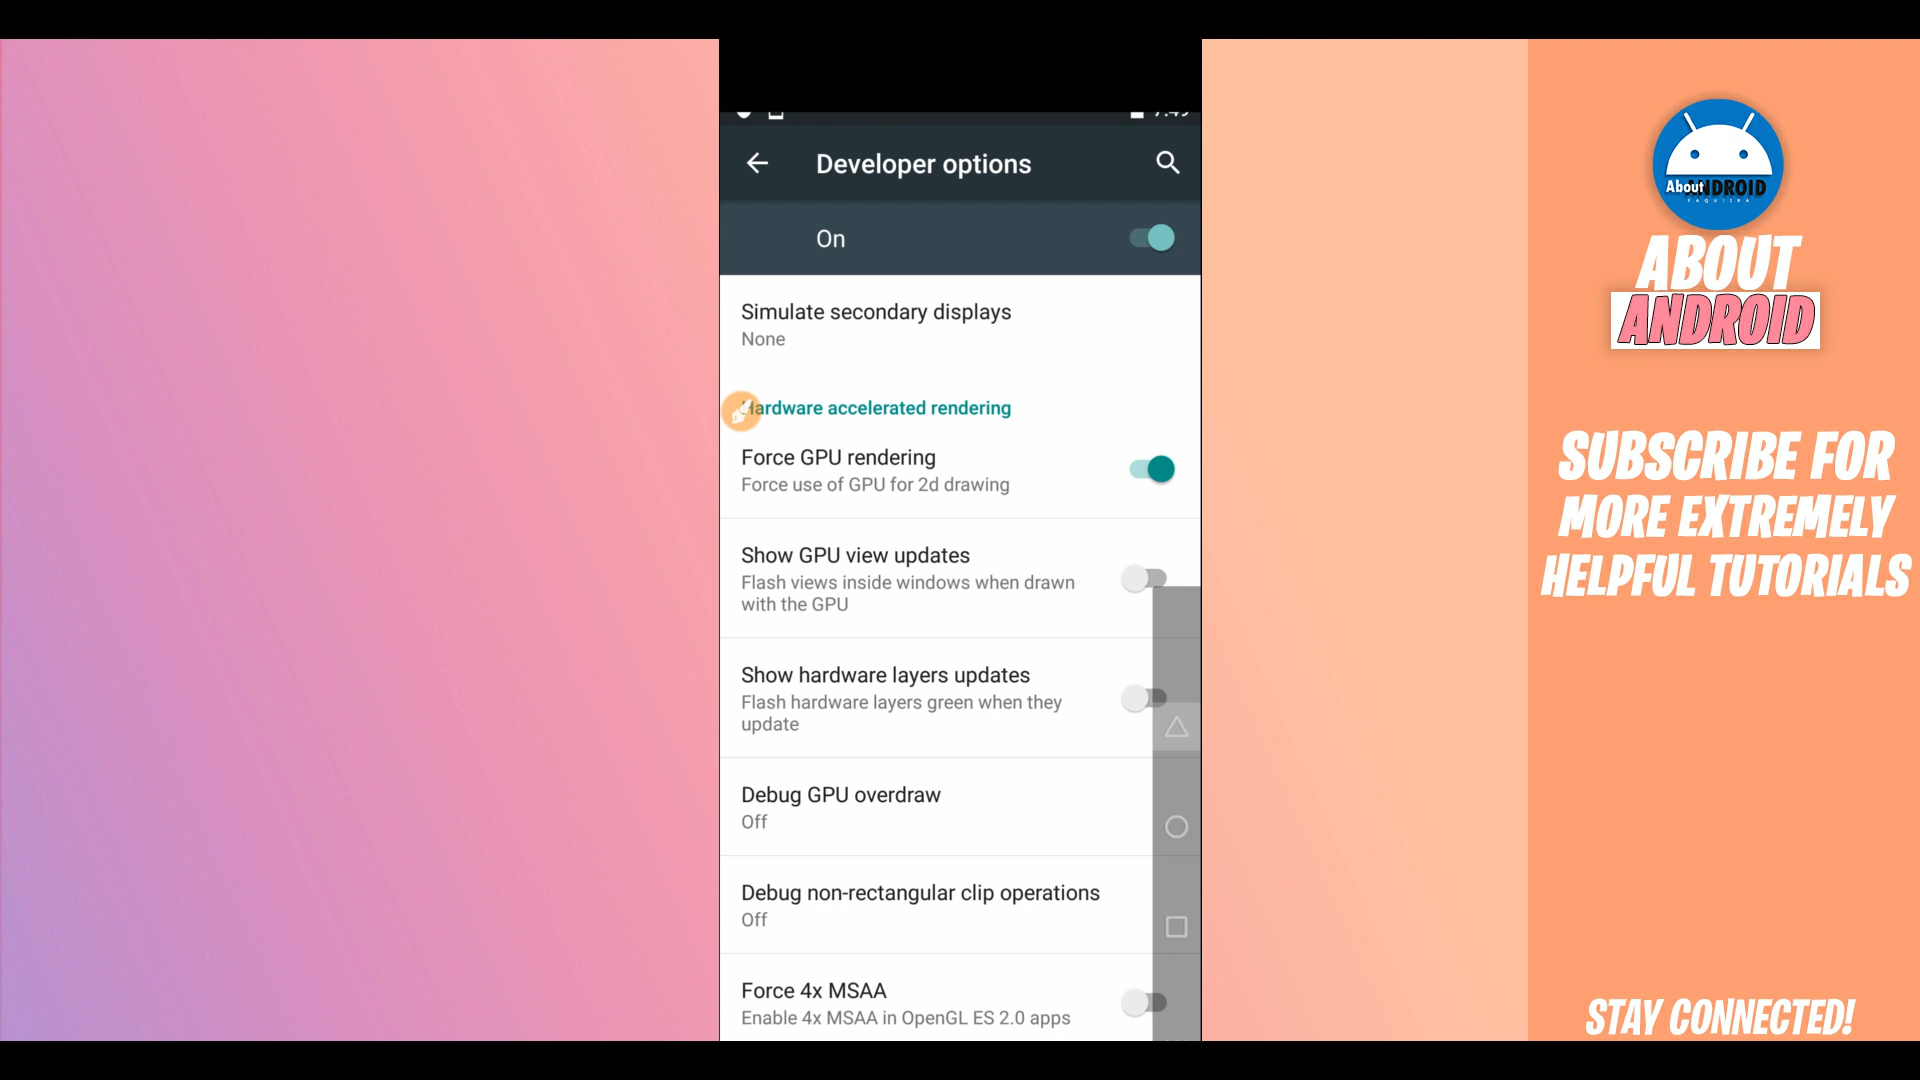 7:49
Developer options
On
Simulate secondary displays
None
Hardware accelerated rendering
Force GPU rendering
Force use of GPU for 2d drawing
Show GPU view updates
Flash views inside windows when drawn
with the GPU
Show hardware layers updates
Flash hardware layers green when they
update
Debug GPU overdraw
Off
Debug non-rectangular clip operations
Off
Force 4x MSAA
Enable 4x MSAA in OpenGL ES 2.0 apps
About ANDROID
ABOUT
ANDROID
SUBSCRIBE FOR
MORE EXTREMELY
HELPFUL TUTORIALS
STAY CONNECTED!